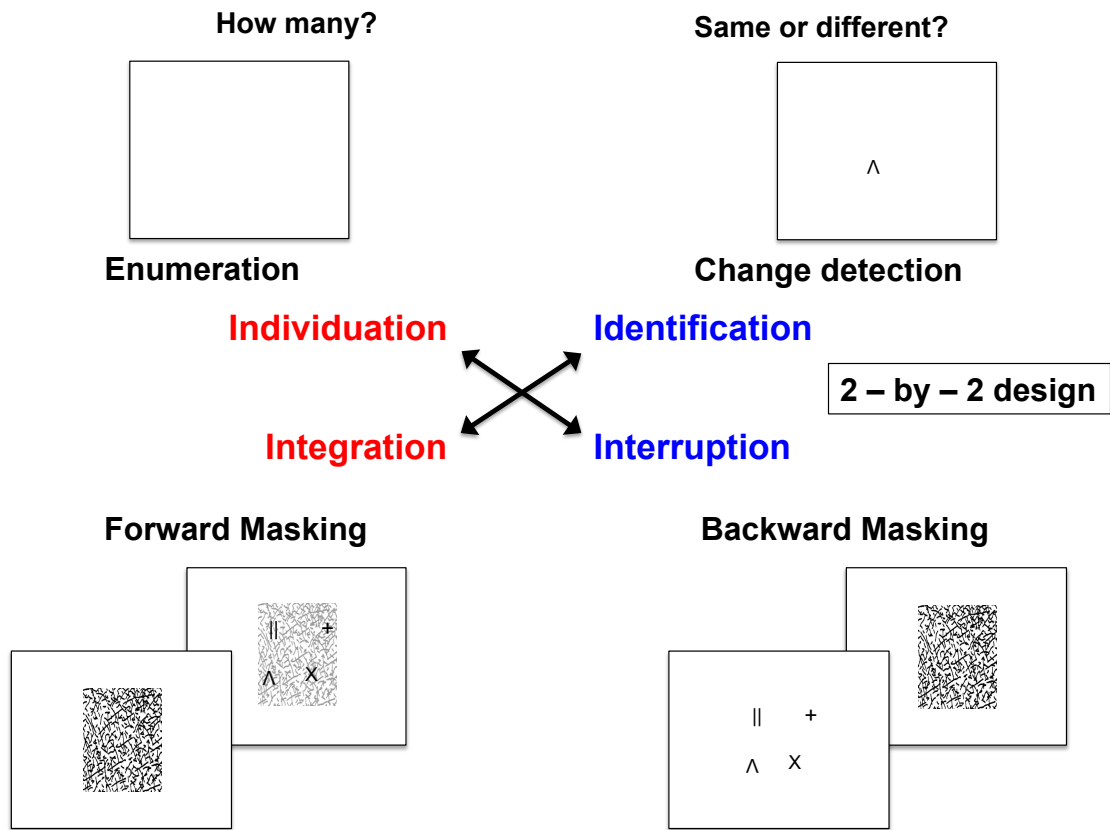 How many?
Same or different?
Λ
Enumeration
Change detection
Individuation
Identification
2 – by – 2 design
Integration
Interruption
Forward Masking
Backward Masking
|| +
Λ X
|| +
Λ X